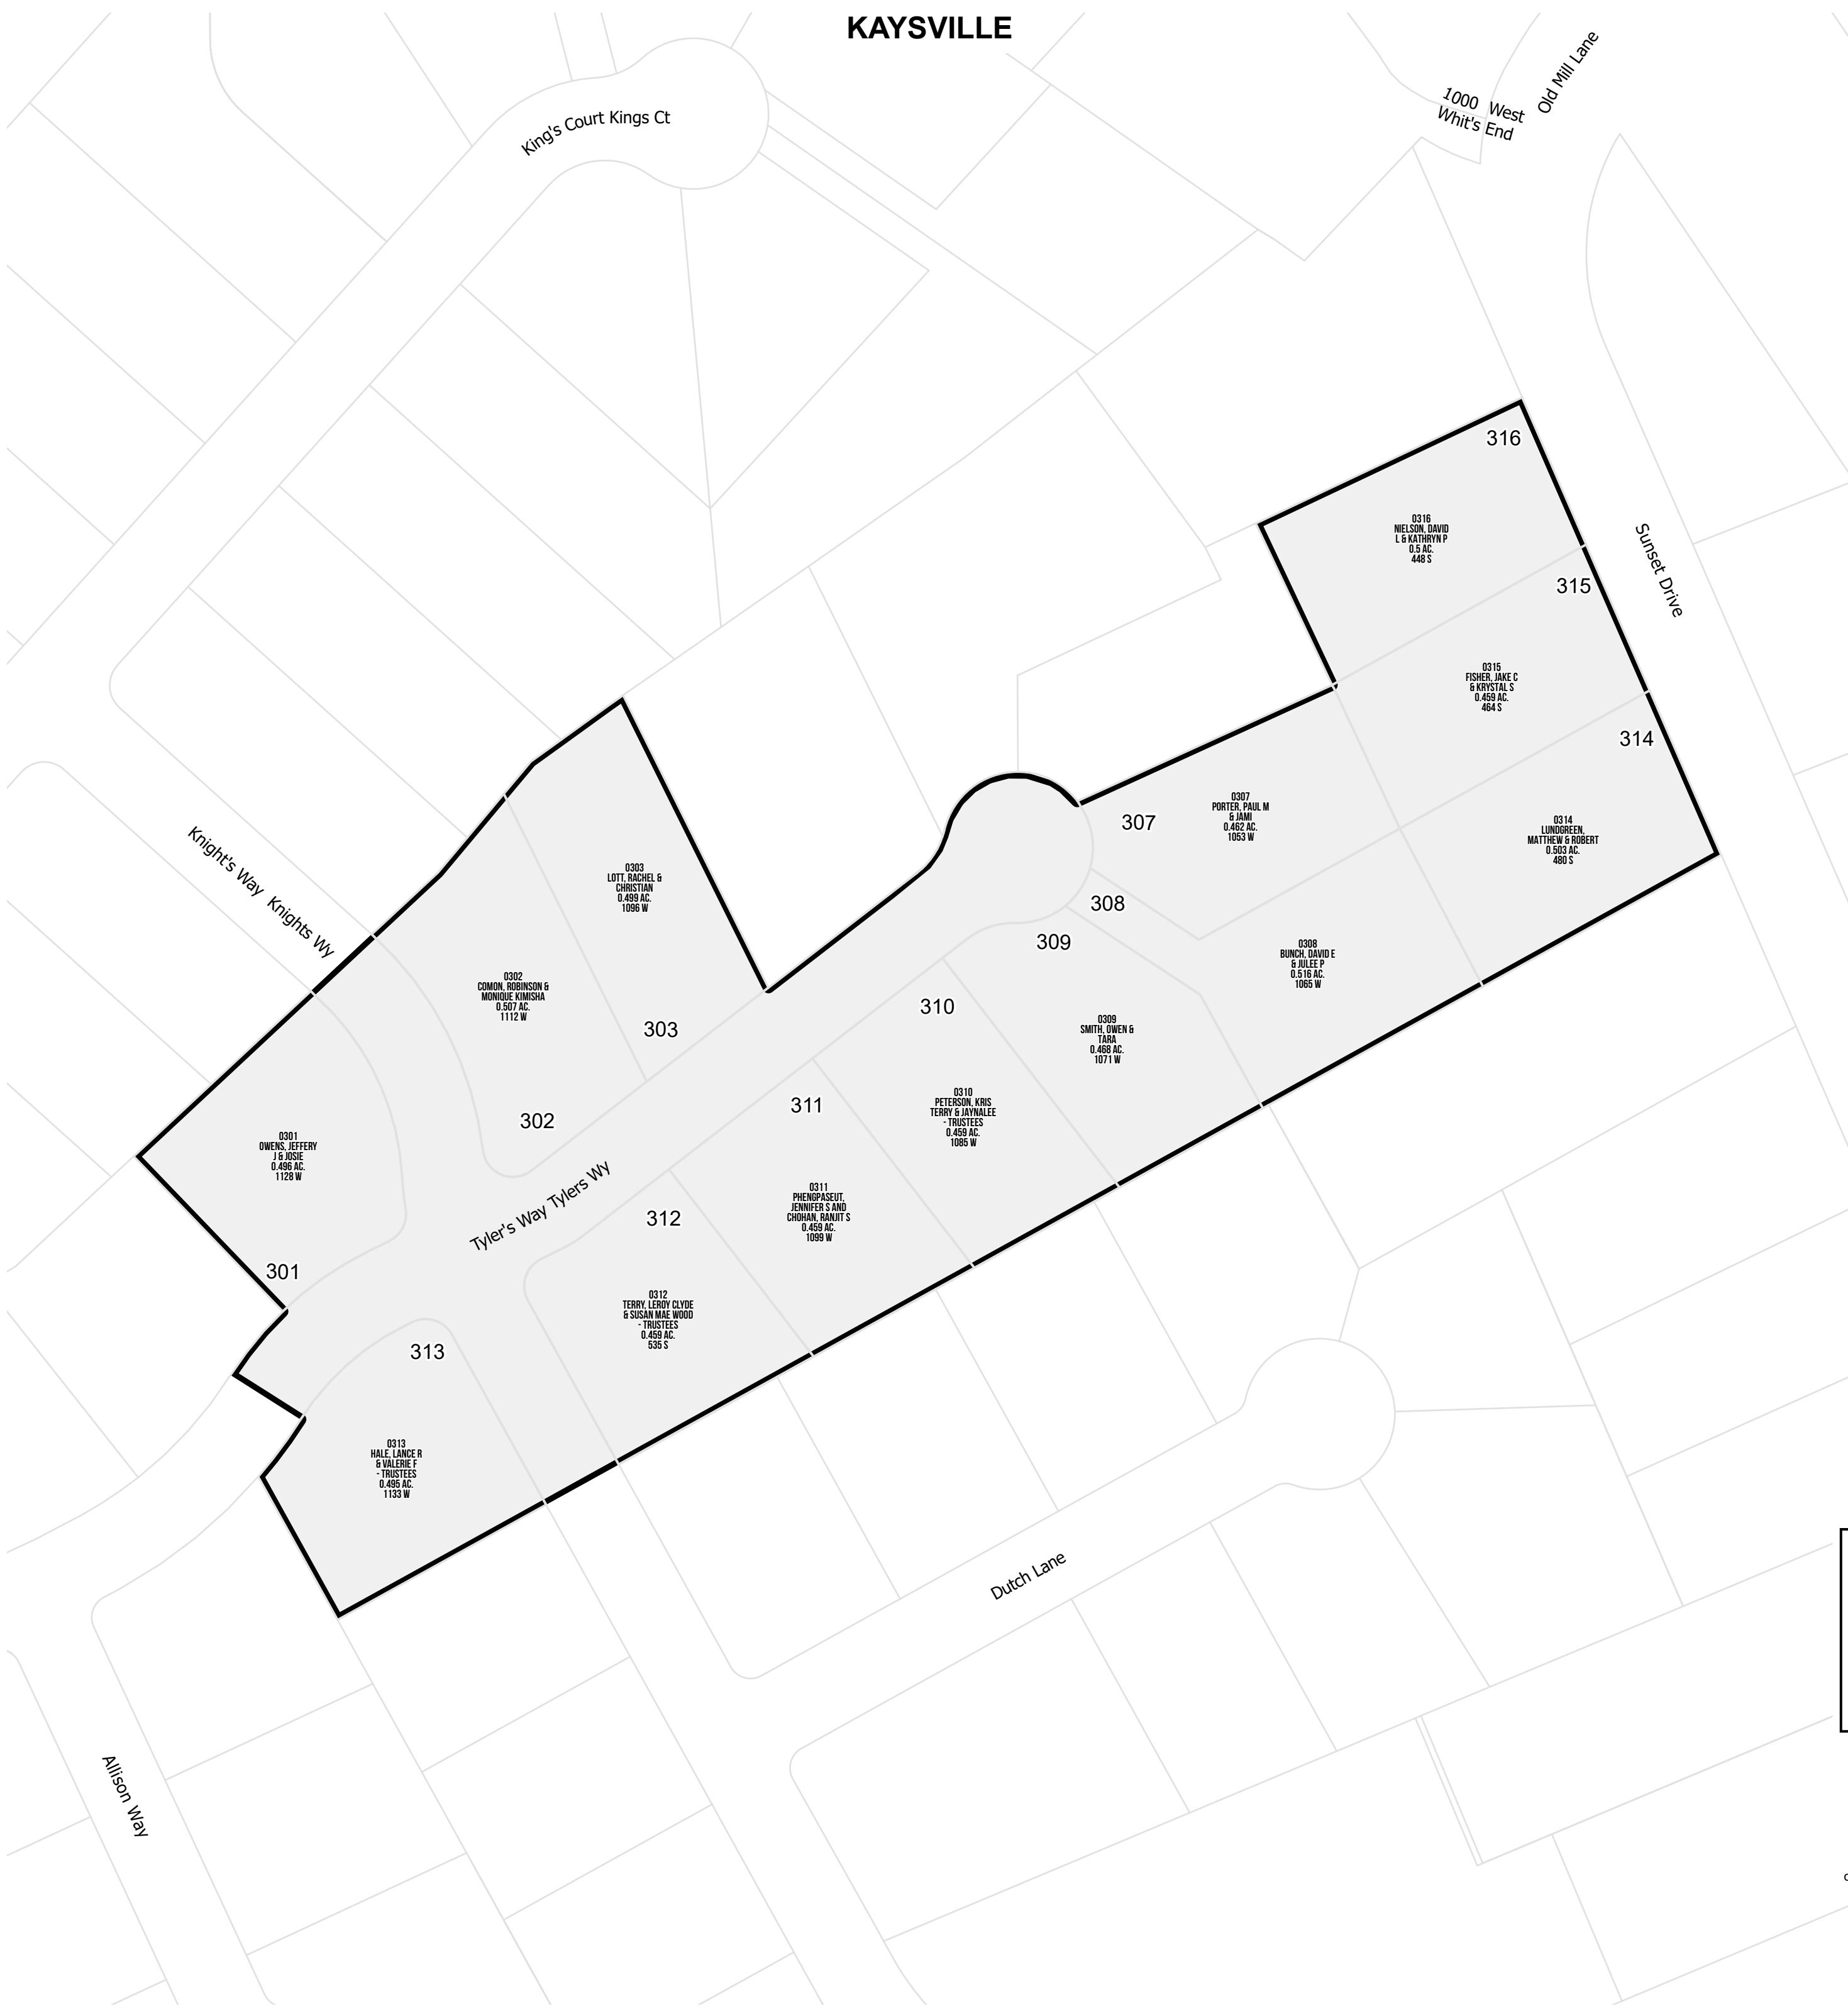 KAYSVILLE
King's Court Kings Ct
1000 West
Whit's End
Old Mill Lane
316
0316
NIELSON, DAVID
L & KATHRYN P
0.5 AC.
448 S
Sunset Drive
315
0315
FISHER, JAKE C
& KRYSTAL S
0.459 AC.
464 S
314
0314
LUNDGREEN,
MATTHEW & ROBERT
0.503 AC.
480 S
307
0307
PORTER, PAUL M
& JAMI
0.462 AC.
1053 W
308
0308
BUNCH, DAVID E
& JULEE P
0.516 AC.
1065 W
309
0309
SMITH, OWEN &
TARA
0.468 AC.
1071 W
0303
LOTT, RACHEL &
CHRISTIAN
0.499 AC.
1096 W
303
Knight's Way Knights Wy
0302
COMON, ROBINSON &
MONIQUE KIMISHA
0.507 AC.
1112 W
302
310
0310
PETERSON, KRIS
TERRY & JAYNALEE
- TRUSTEES
0.459 AC.
1085 W
311
0311
PHENGPASEUT,
JENNIFER S AND
CHOHAN, RANJIT S
0.459 AC.
1099 W
0301
OWENS, JEFFERY
J & JOSIE
0.496 AC.
1128 W
301
Tyler's Way Tylers Wy
312
0312
TERRY, LEROY CLYDE
& SUSAN MAE WOOD
- TRUSTEES
0.459 AC.
535 S
313
0313
HALE, LANCE R
& VALERIE F
- TRUSTEES
0.495 AC.
1133 W
Dutch Lane
Allison Way